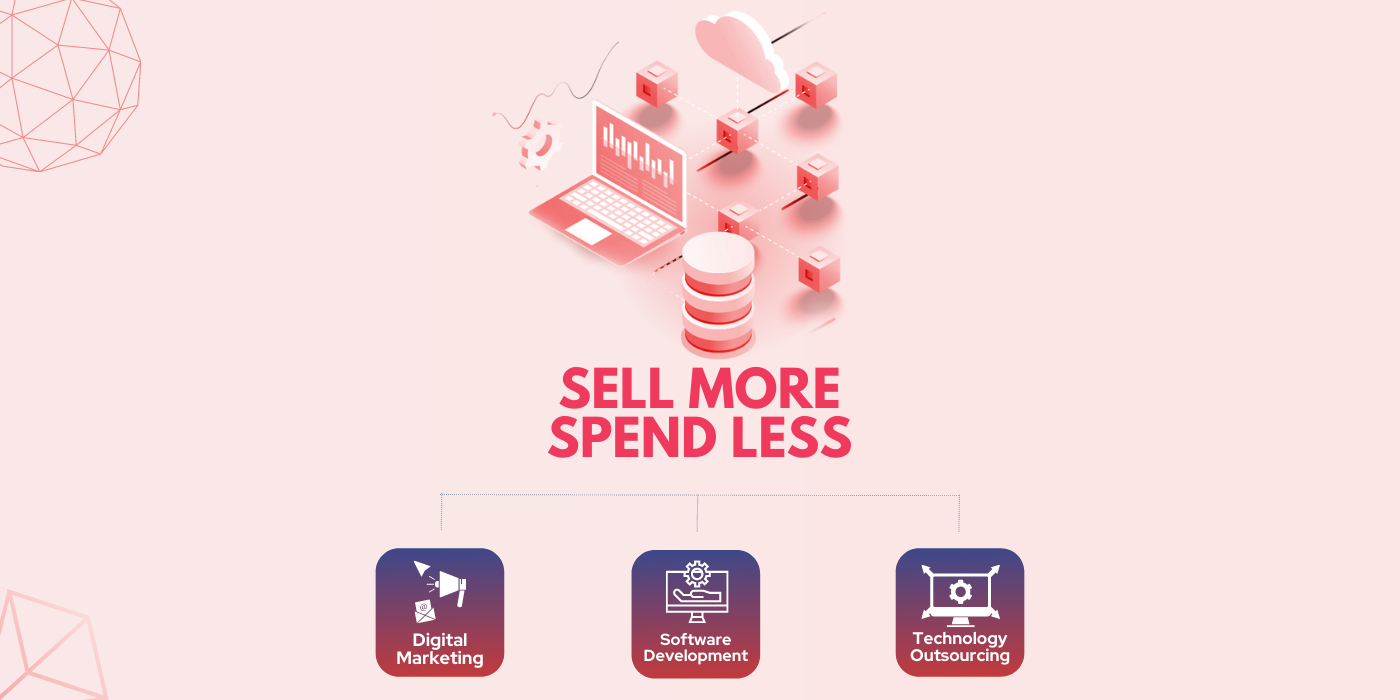 SELL MORE
SPEND LESS
@
Digital
Marketing
Software
Development
Technology
Outsourcing